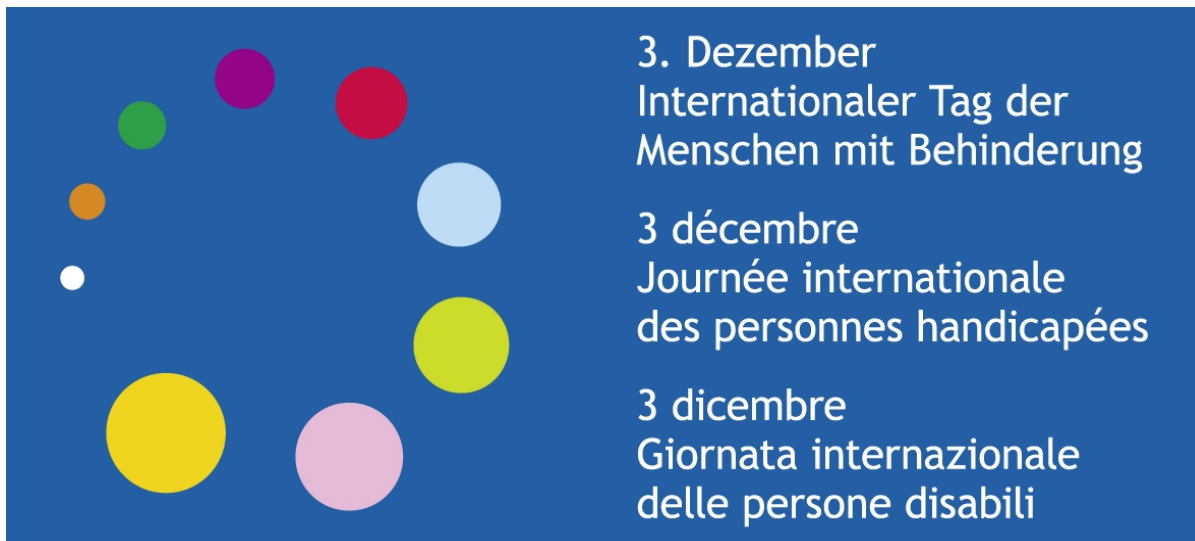 3. Dezember
Internationaler Tag der
Menschen mit Behinderung
3 décembre
Journée internationale
des personnes handicapées
3 dicembre
Giornata internazionale
delle persone disabili